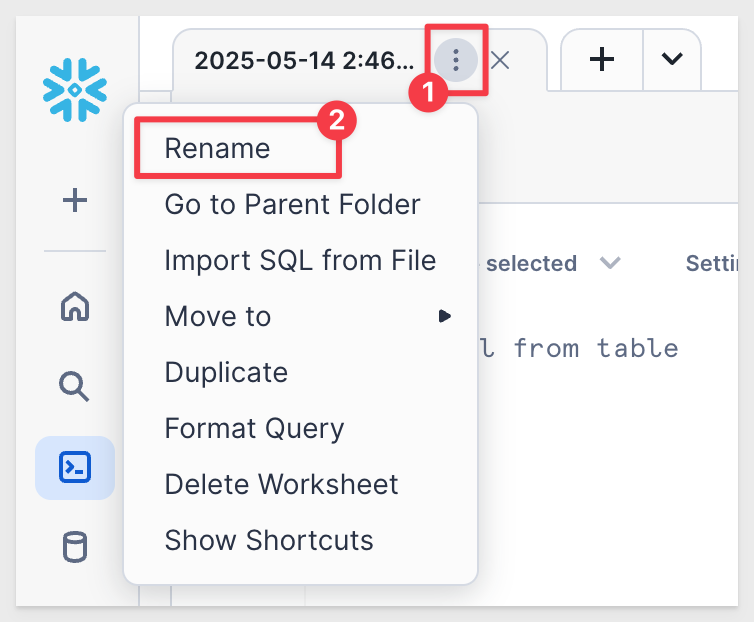 2025-05-14 2:46...
1
2
Rename
Go to Parent Folder
Import SQL from File
selected
Move to
Duplicate
from table
Format Query
Delete Worksheet
Show Shortcuts